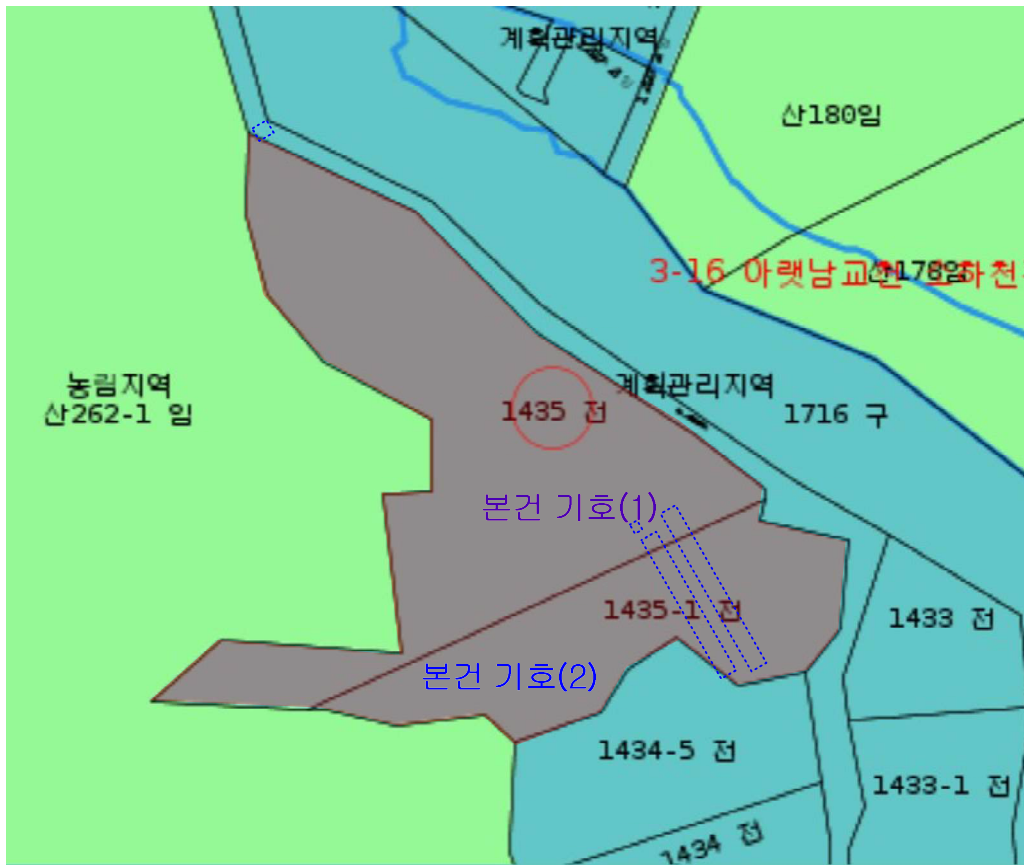 계획관리지역
산180임
3-16 아랫남교천
산178임
하천
농림지역
산262-1 임
계획관리지역
1435 전
1716 구
본건 기호(1)
1435-1 전
1433 전
본건 기호(2)
1434-5 전
1433-1 전
1434 전